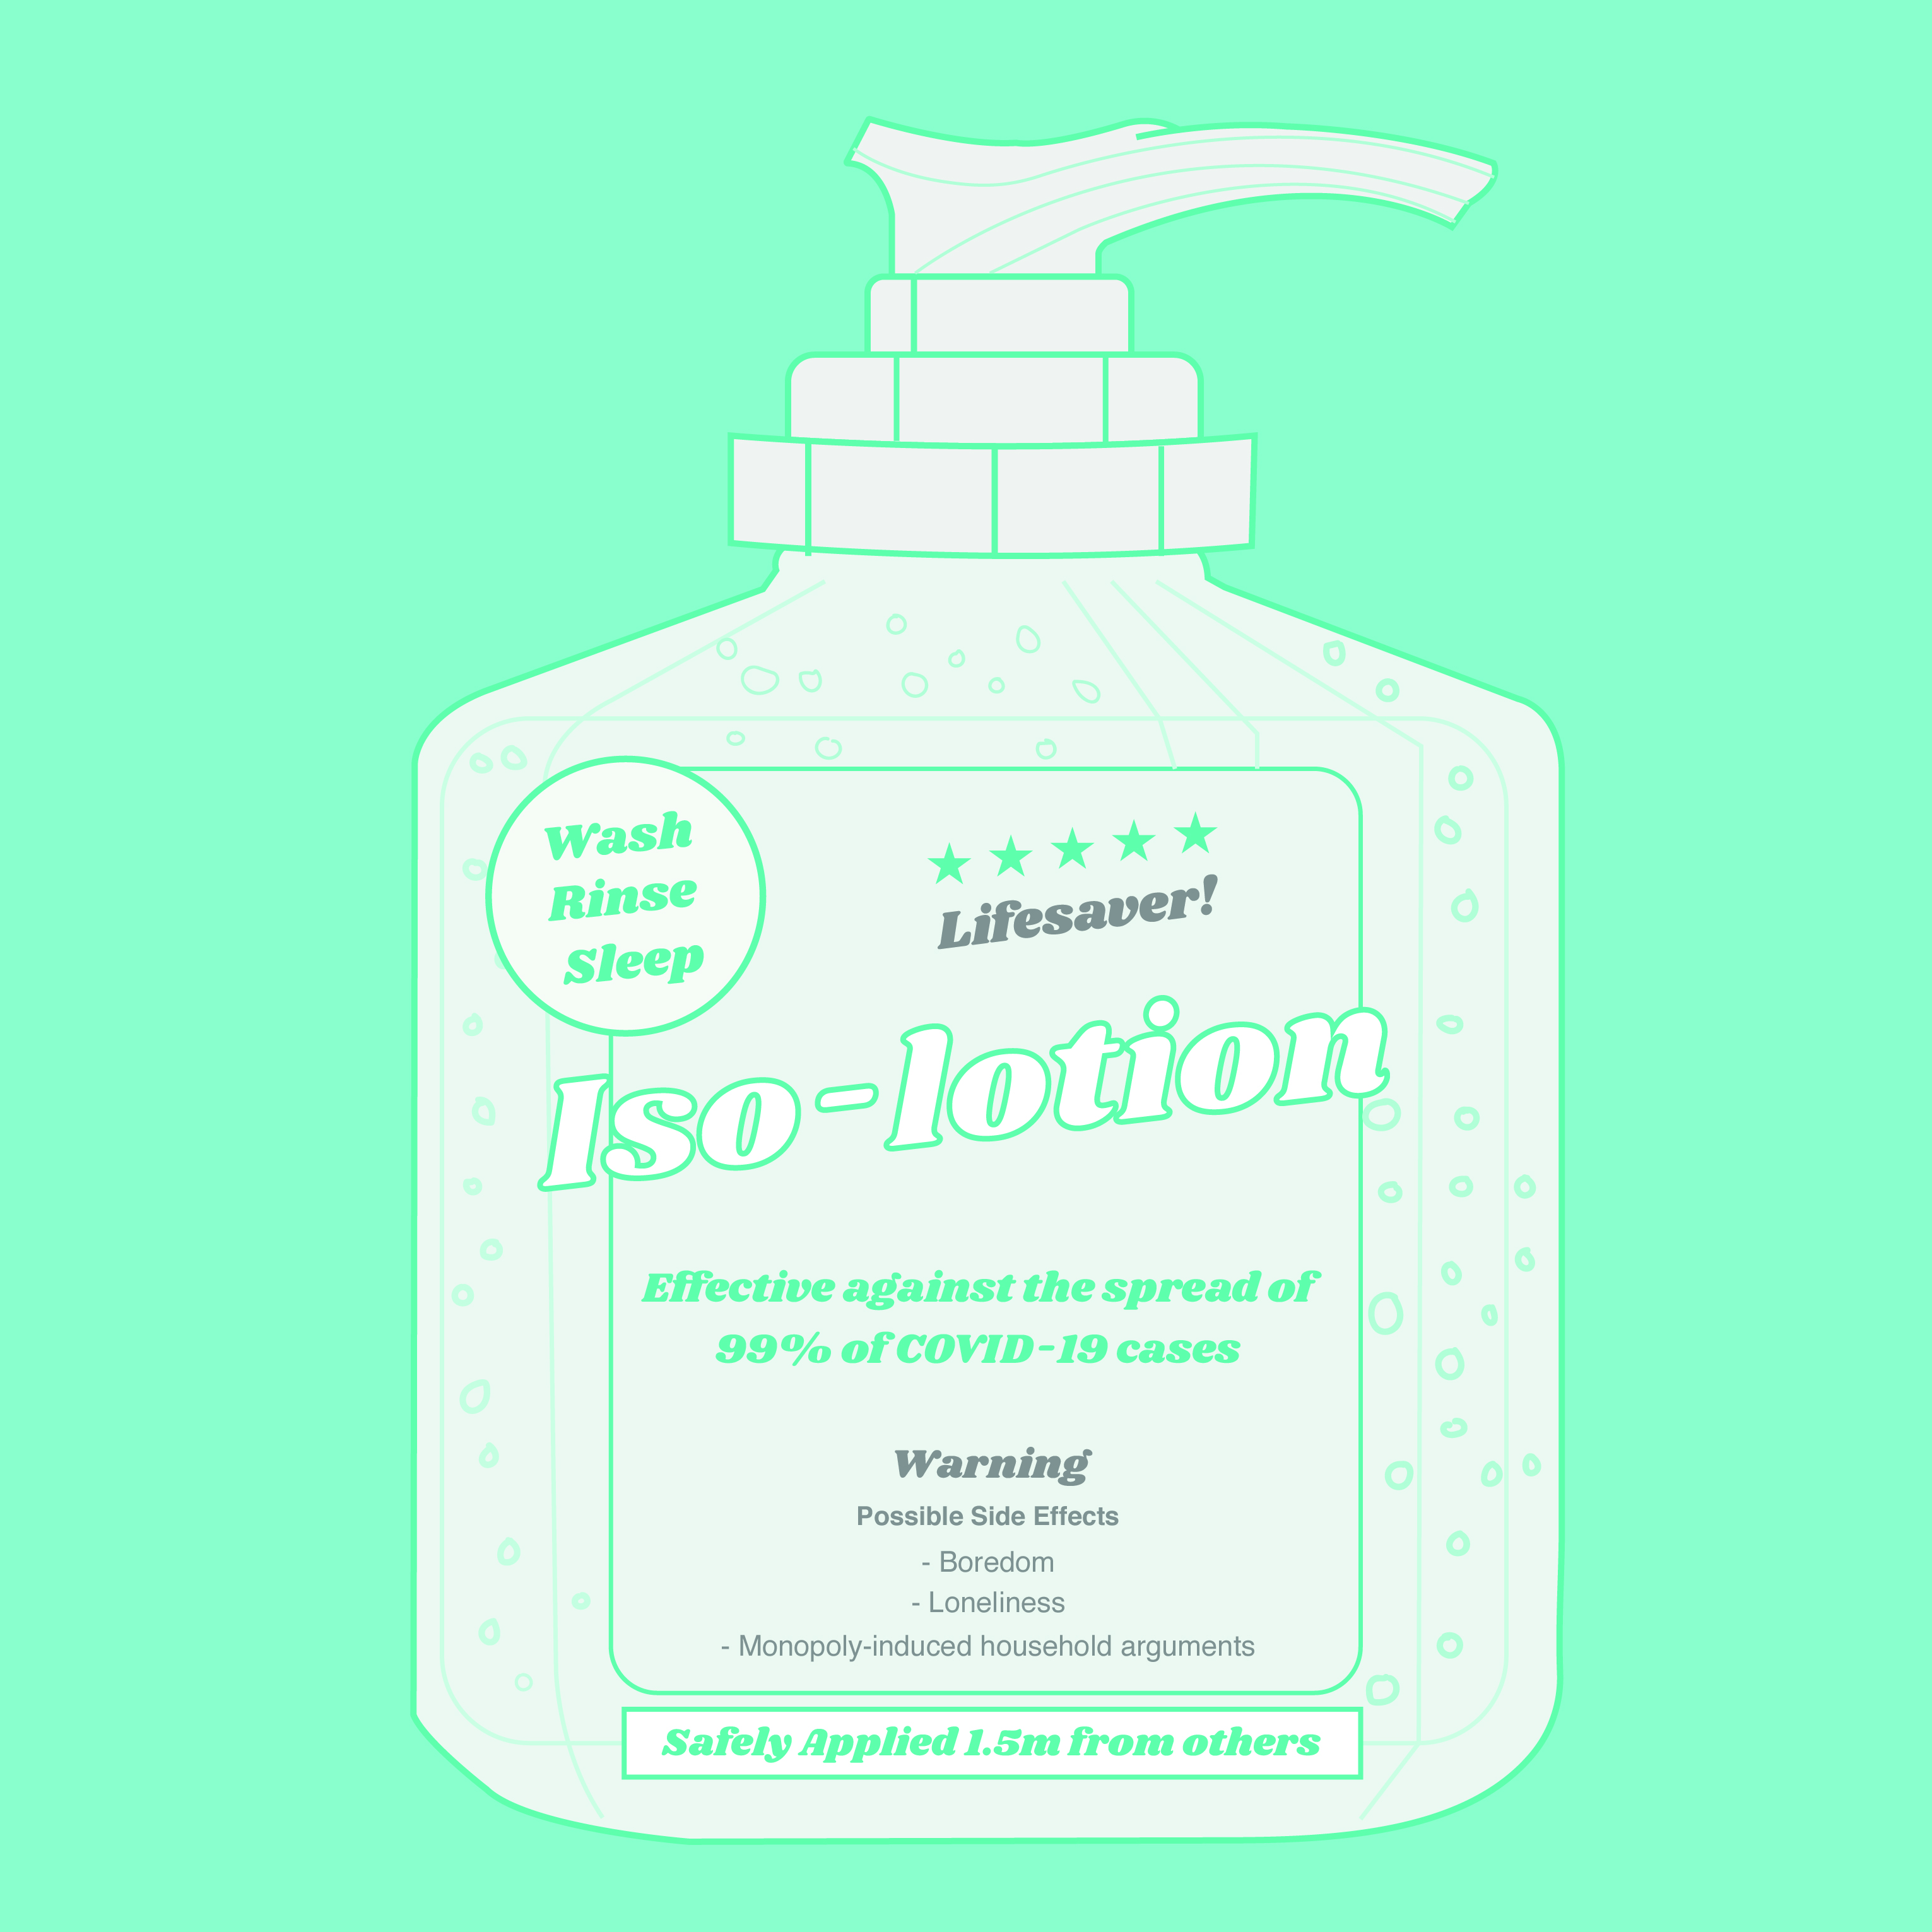 Wash
Rinse
Sleep
Lifesaver!
Iso-lotion
Effective against the spread of
99% of COVID-19 cases
Warning
Possible Side Effects
- Boredom
- Loneliness
- Monopoly-induced household arguments
Safely Applied 1.5m from others